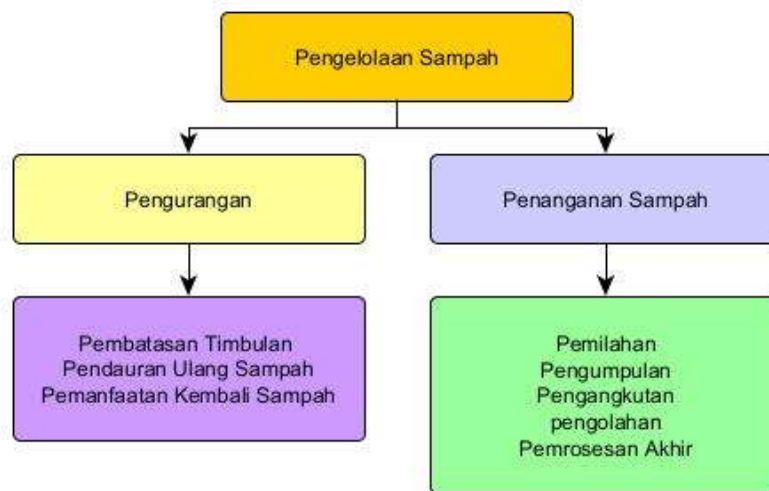 Pengelolaan Sampah
Pengurangan
Penanganan Sampah
Pembatasan Timbulan
Pendauran Ulang Sampah
Pemanfaatan Kembali Sampah
Pemilahan
Pengumpulan
Pengangkutan
pengolahan
Pemrosesan Akhir